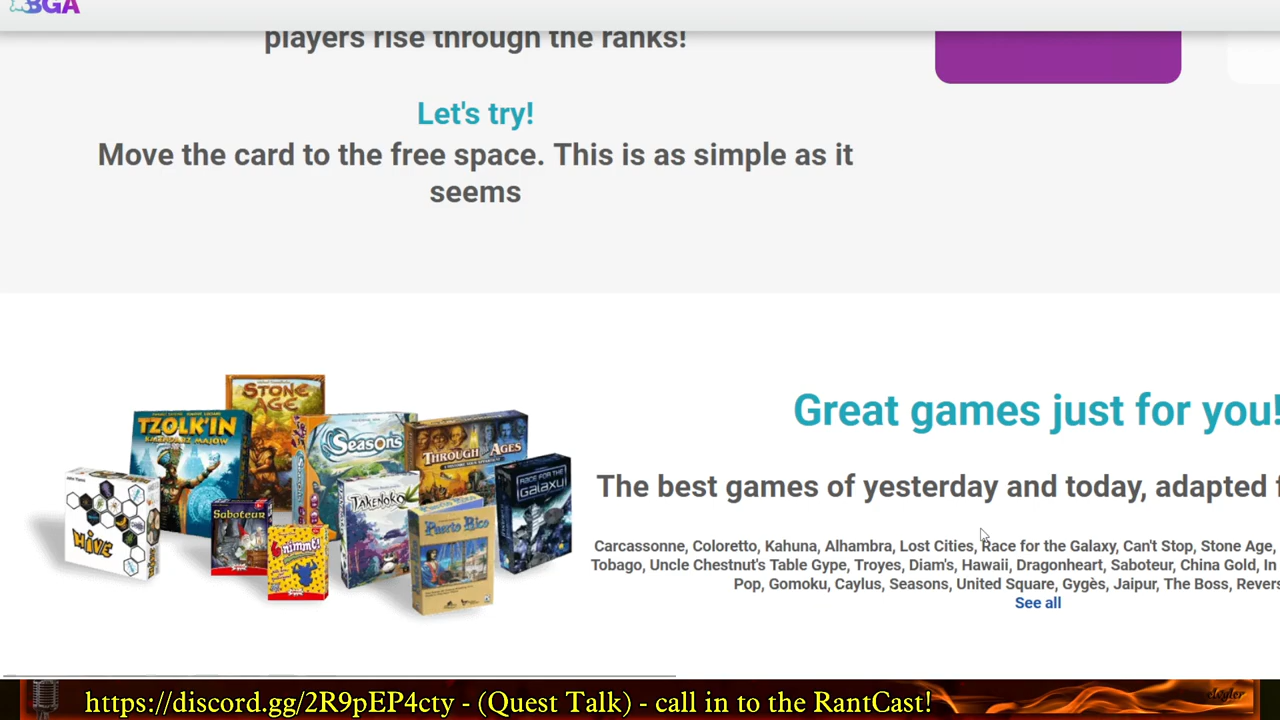 BGA
players rise through the ranks!
Let's try!
Move the card to the free space. This is as simple as it
seems
Great games just for you!
The best games of yesterday and today, adapted f
Carcassonne, Coloretto, Kahuna, Alhambra, Lost Cities, Race for the Galaxy, Can't Stop, Stone Age,
Tobago, Uncle Chestnut's Table Gype, Troyes, Diam's, Hawaii, Dragonheart, Saboteur, China Gold, In
Pop, Gomoku, Caylus, Seasons, United Square, Gygès, Jaipur, The Boss, Revers
See all
STONE
AGE
TZOLK'IN
KALENDARZ MAJÓW
Seasons
THROUGH THE AGES
RACE FOR THE
GALAXY
TAKENOKO
Saboteur
6 nimmt!
Puerto Rico
HIVE
https://discord.gg/2R9pEP4cty - (Quest Talk) - call in to the RantCast!